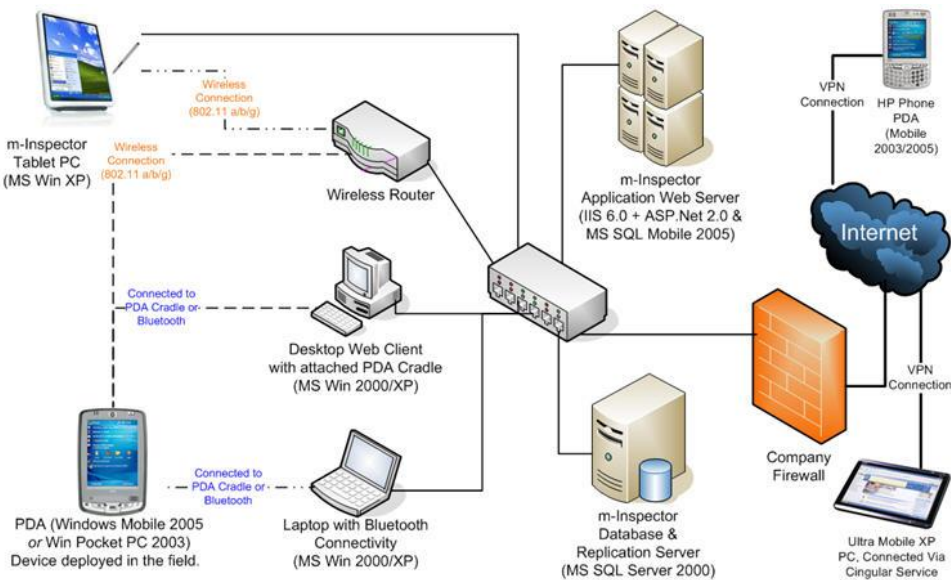 m-Inspector
Tablet PC
(MS Win XP)
Wireless
Connection
(802.11 a/b/g)
Wireless
Connection
(802.11 a/b/g)
Wireless Router
m-Inspector
Application Web Server
(IIS 6.0 + ASP.Net 2.0 &
MS SQL Mobile 2005)
VPN
Connection
HP Phone
PDA
(Mobile
2003/2005)
Internet
Connected to
PDA Cradle or
Bluetooth
Desktop Web Client
with attached PDA Cradle
(MS Win 2000/XP)
VPN
Connection
Company
Firewall
PDA (Windows Mobile 2005
or Win Pocket PC 2003)
Device deployed in the field.
Connected to
PDA Cradle or
Bluetooth
Laptop with Bluetooth
Connectivity
(MS Win 2000/XP)
m-Inspector
Database &
Replication Server
(MS SQL Server 2000)
Ultra Mobile XP
PC, Connected Via
Cingular Service